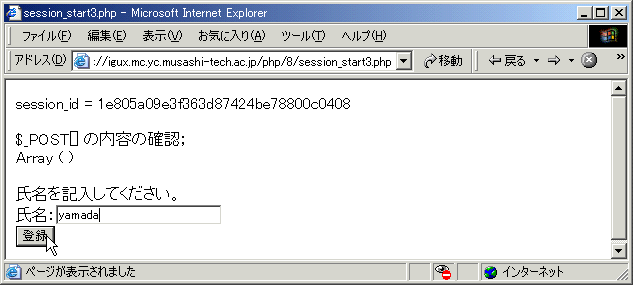 session_start3.php - Microsoft Internet Explorer
ファイル(F) 編集(E) 表示(V) お気に入り(A) ツール(T) ヘルプ(H)
アドレス(D) ://igux.mc.yc.musashi-tech.ac.jp/php/8/session_start3.php 移動 戻る »
session_id = 1e805a09e3f363d87424be78800c0408
$_POST[] の内容の確認;
Array ( )
氏名を記入してください。
氏名: yamada
登録
ページが表示されました インターネット